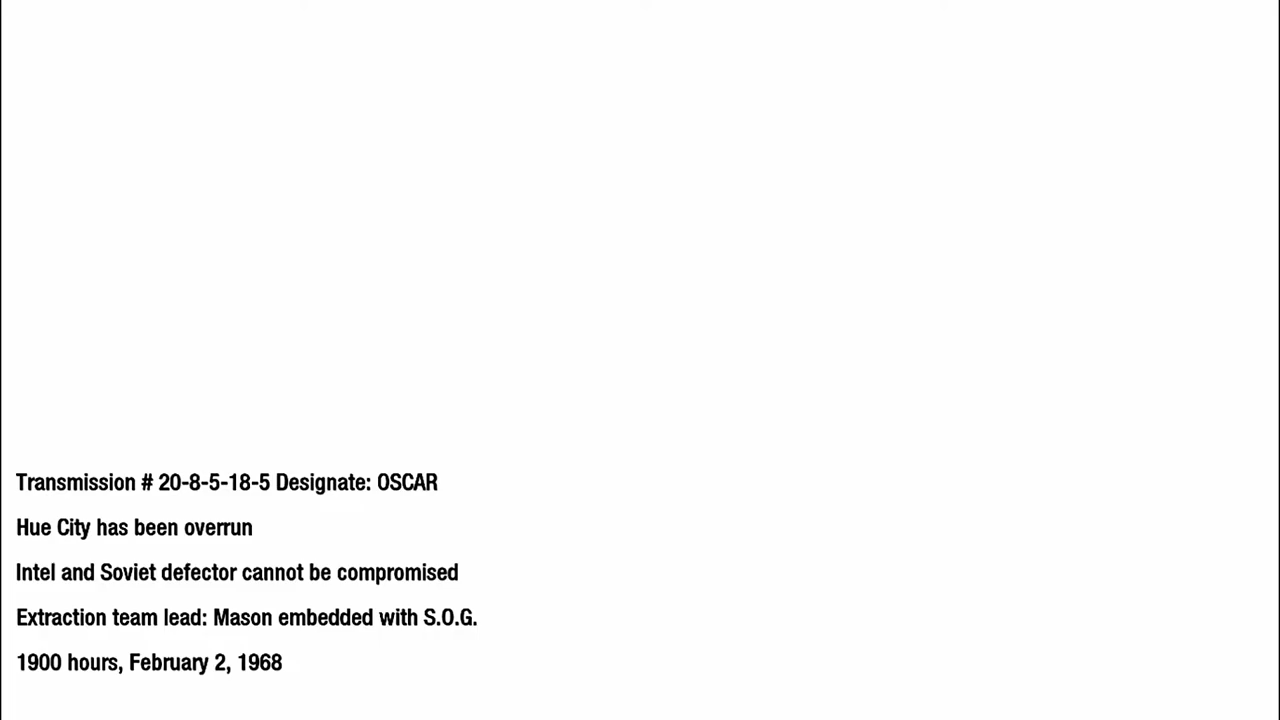 Transmission # 20-8-5-18-5 Designate: OSCAR
Hue City has been overrun
Intel and Soviet defector cannot be compromised
Extraction team lead: Mason embedded with S.O.G.
1900 hours, February 2, 1968